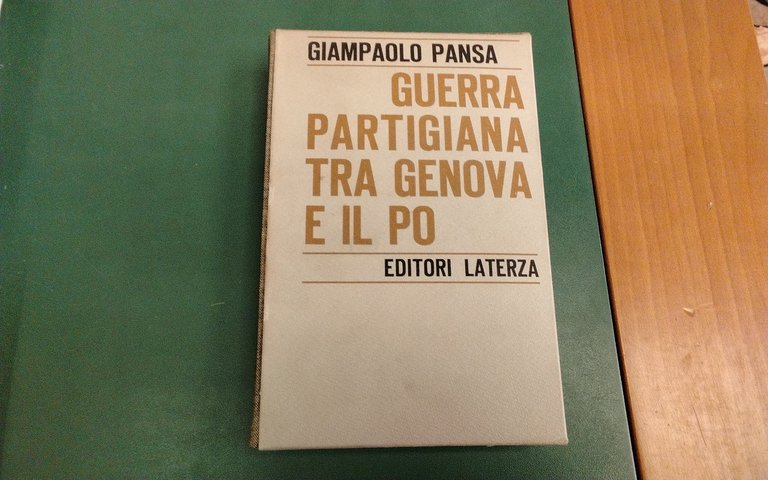 GIAMPAOLO PANSA
GUERRA
PARTIGIANA
TRA GENOVA
E IL PO
EDITORI LATERZA